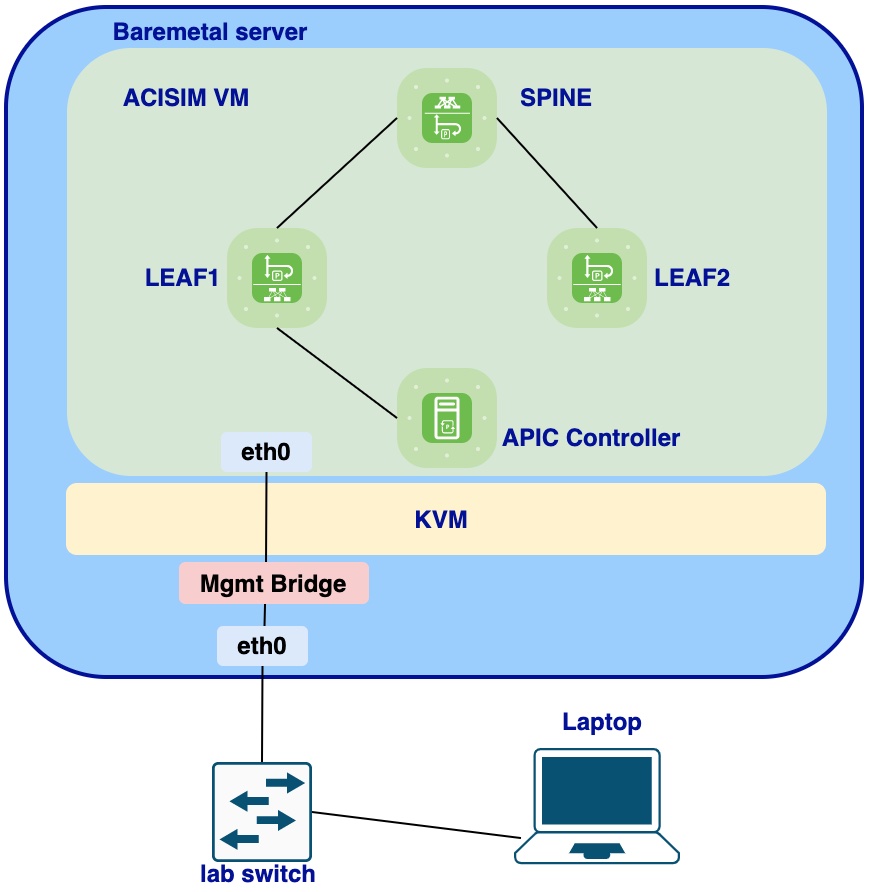 Baremetal server
ACISIM VM
SPINE
P
LEAF1
P
P
LEAF2
P
APIC Controller
eth0
KVM
Mgmt Bridge
eth0
Laptop
lab switch